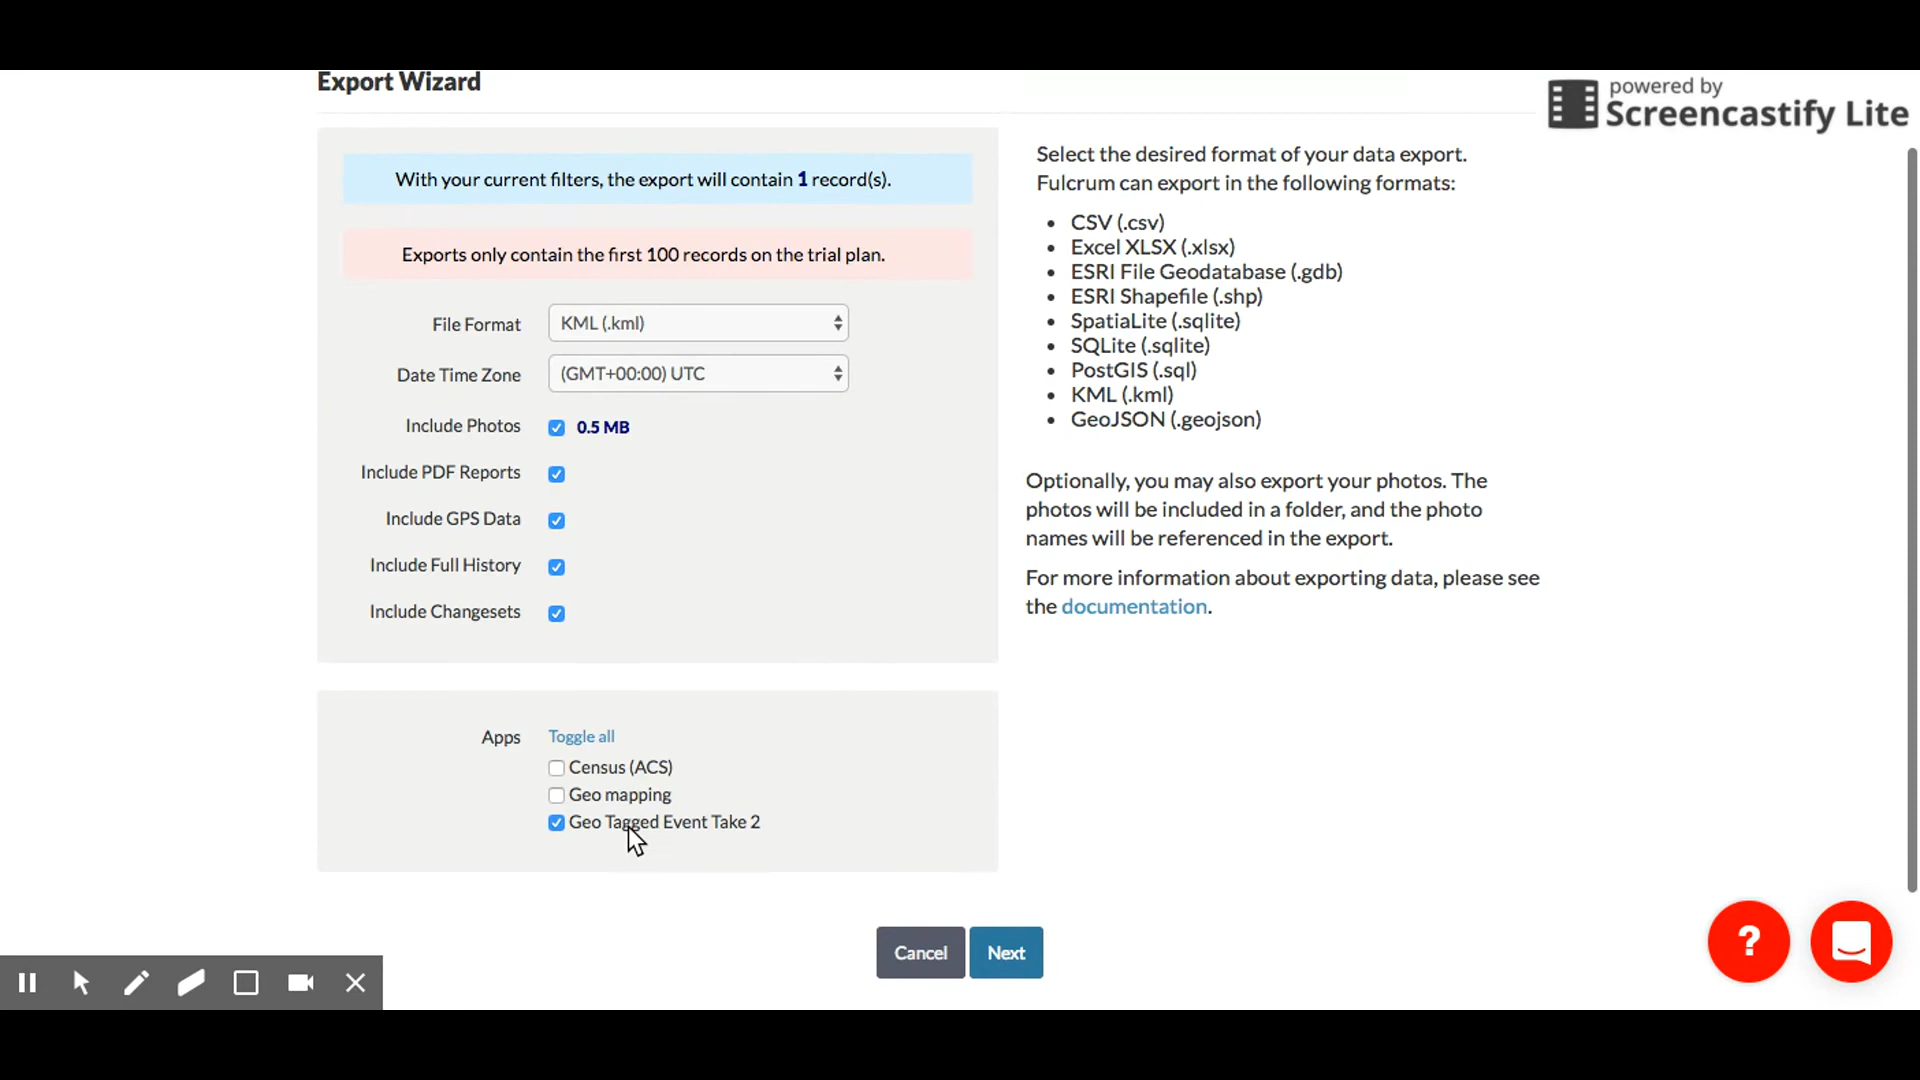 Export Wizard
powered by
Screencastify Lite
With your current filters, the export will contain 1 record(s).
Exports only contain the first 100 records on the trial plan.
File Format
KML (.kml)
Date Time Zone
(GMT+00:00) UTC
Include Photos
0.5 MB
Include PDF Reports
Include GPS Data
Include Full History
Include Changesets
Select the desired format of your data export.
Fulcrum can export in the following formats:
• CSV (.csv)
• Excel XLSX (.xlsx)
• ESRI File Geodatabase (.gdb)
• ESRI Shapefile (.shp)
• SpatiaLite (.sqlite)
• SQLite (.sqlite)
• PostGIS (.sql)
• KML (.kml)
• GeoJSON (.geojson)
Optionally, you may also export your photos. The
photos will be included in a folder, and the photo
names will be referenced in the export.
For more information about exporting data, please see
the documentation.
Apps
Toggle all
Census (ACS)
Geo mapping
Geo Tagged Event Take 2
Cancel
Next
?